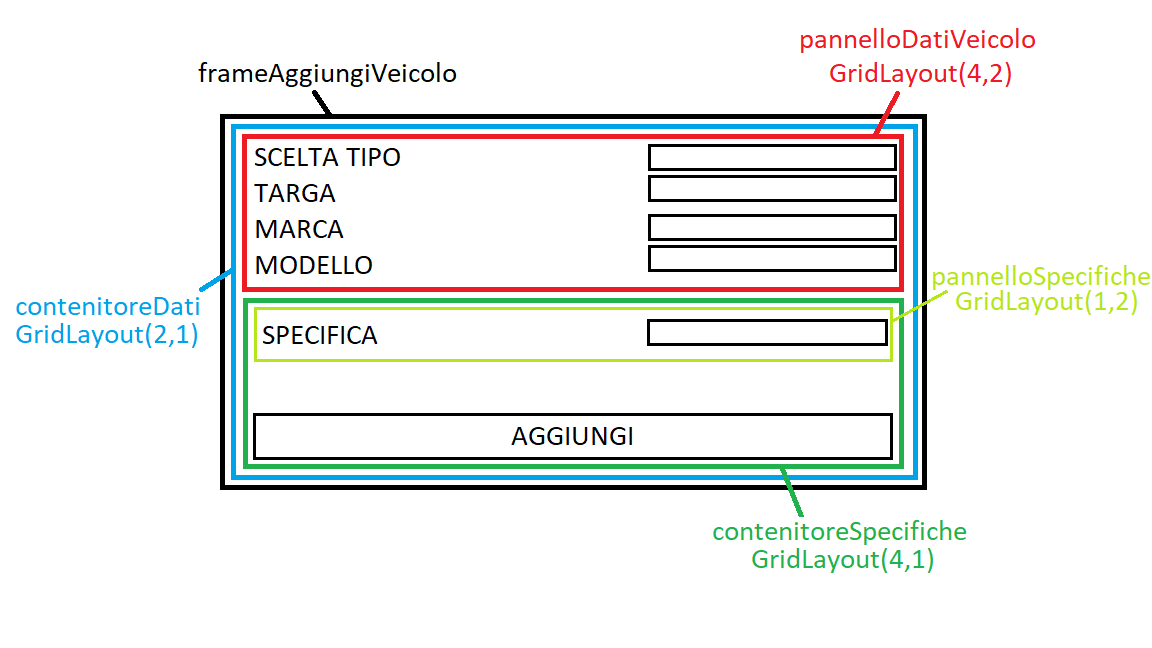 pannelloDatiVeicolo
GridLayout(4,2)
frameAggiungiVeicolo
SCELTA TIPO
TARGA
MARCA
MODELLO
contenitoreDati
GridLayout(2,1)
pannelloSpecifiche
GridLayout(1,2)
SPECIFICA
AGGIUNGI
contenitoreSpecifiche
GridLayout(4,1)